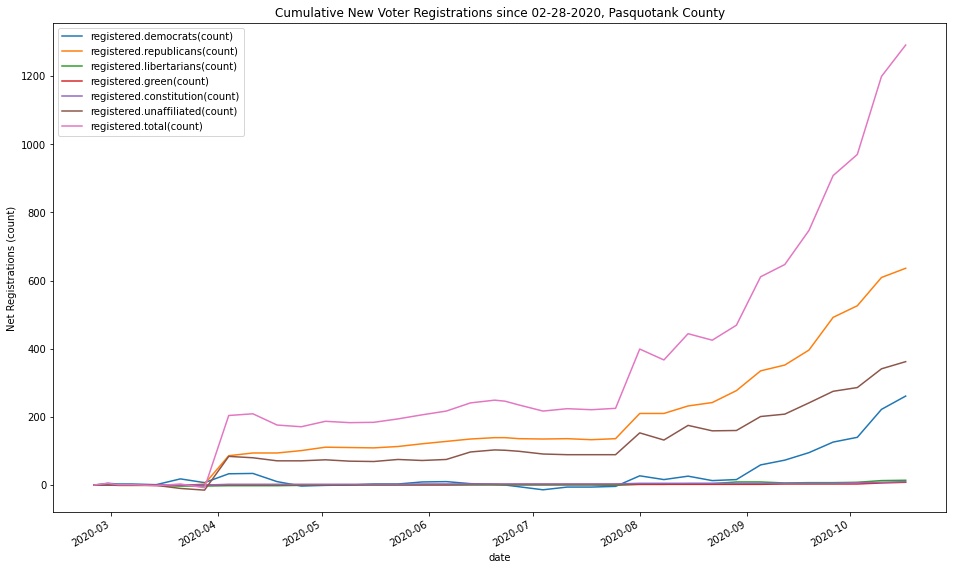 Cumulative New Voter Registrations since 02-28-2020, Pasquotank County
registered.democrats(count)
registered.republicans(count)
registered.libertarians(count)
registered.green(count)
registered.constitution(count)
registered.unaffiliated(count)
registered.total(count)
Net Registrations (count)
1200
1000
800
600
400
200
0
2020-03
2020-04
2020-05
2020-06
2020-07
2020-08
2020-09
2020-10
date